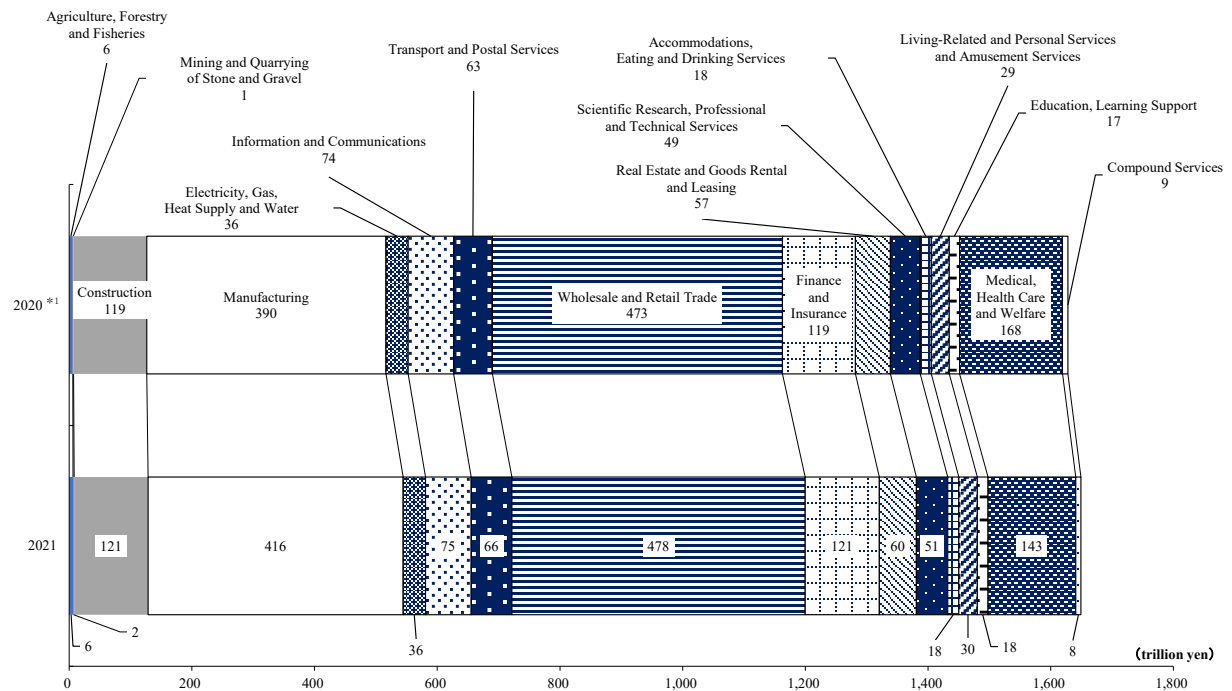 Agriculture, Forestry
and Fisheries
6
Mining and Quarrying
of Stone and Gravel
1
Transport and Postal Services
63
Accommodations,
Eating and Drinking Services
18
Living-Related and Personal Services
and Amusement Services
29
Information and Communications
74
Scientific Research, Professional
and Technical Services
49
Education, Learning Support
17
Electricity, Gas,
Heat Supply and Water
36
Real Estate and Goods Rental
and Leasing
57
Compound Services
9
2020 *1
Construction
119
Manufacturing
390
Wholesale and Retail Trade
473
Finance
and
Insurance
119
Medical,
Health Care
and Welfare
168
2021
121
416
75
66
478
121
60
51
143
6
2
36
18
30
18
8
(trillion yen)
0
200
400
600
800
1,000
1,200
1,400
1,600
1,800